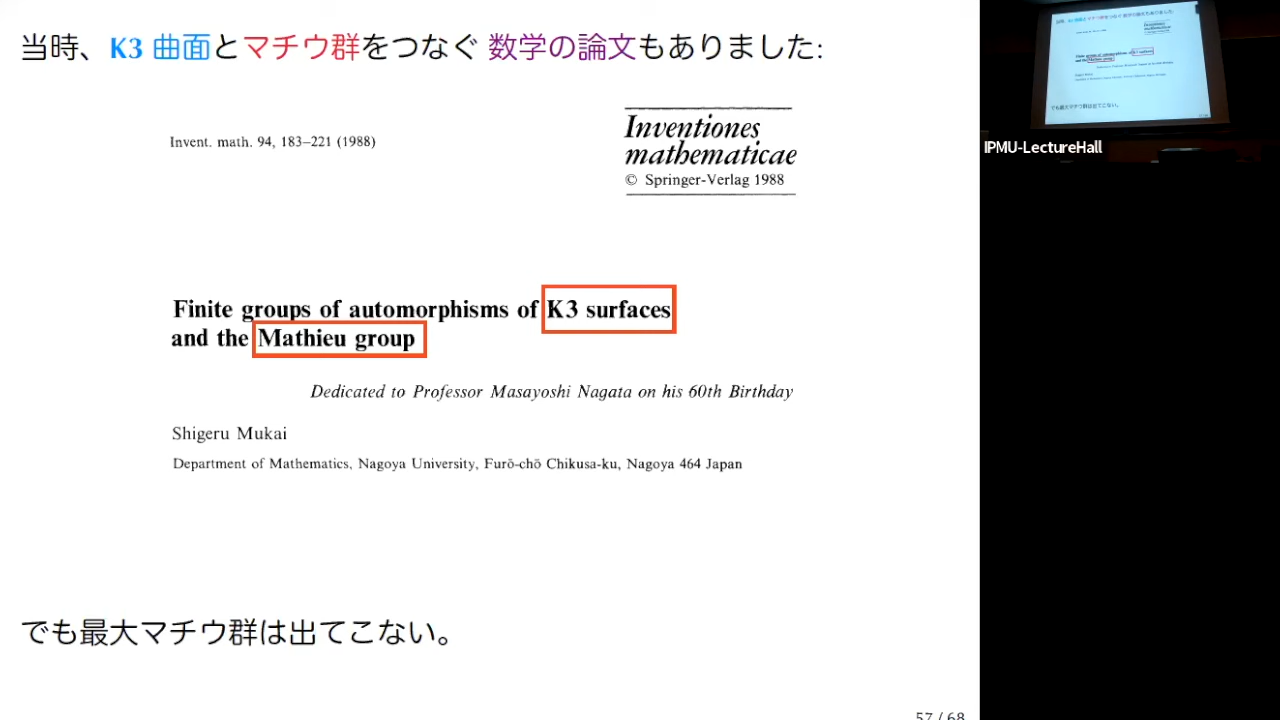 当時、K3 曲面とマチウ群をつなぐ 数学の論文もありました:
Invent. math. 94, 183–221 (1988)
Inventiones
mathematicae
© Springer-Verlag 1988
Finite groups of automorphisms of K3 surfaces
and the Mathieu group
Dedicated to Professor Masayoshi Nagata on his 60th Birthday
Shigeru Mukai
Department of Mathematics, Nagoya University, Furō-chō Chikusa-ku, Nagoya 464 Japan
でも最大マチウ群は出てこない。
57 / 68
IPMU-LectureHall